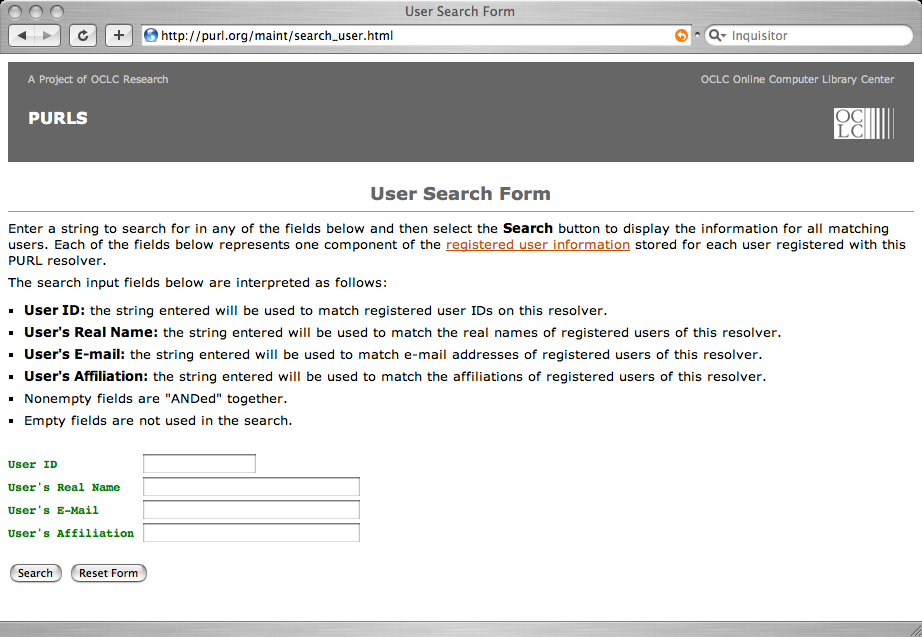 User Search Form
http://purl.org/maint/search_user.html
Inquisitor
A Project of OCLC Research
OCLC Online Computer Library Center
PURLS
OC
LC
User Search Form
Enter a string to search for in any of the fields below and then select the Search button to display the information for all matching
users. Each of the fields below represents one component of the registered user information stored for each user registered with this
PURL resolver.
The search input fields below are interpreted as follows:
User ID: the string entered will be used to match registered user IDs on this resolver.
User's Real Name: the string entered will be used to match the real names of registered users of this resolver.
User's E-mail: the string entered will be used to match e-mail addresses of registered users of this resolver.
User's Affiliation: the string entered will be used to match the affiliations of registered users of this resolver.
Nonempty fields are "ANDed" together.
Empty fields are not used in the search.
User ID
User's Real Name
User's E-Mail
User's Affiliation
Search Reset Form